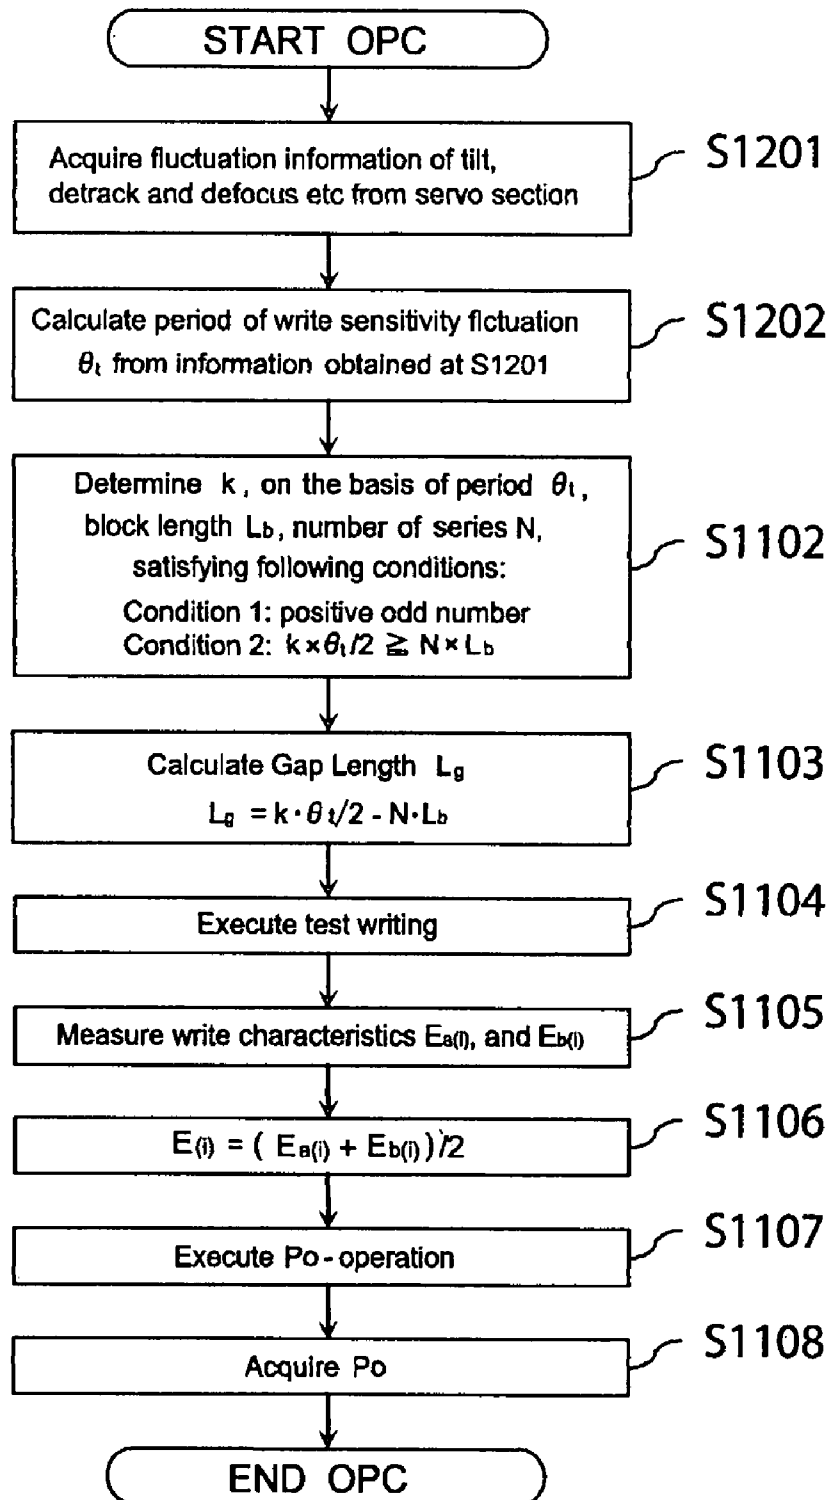 START OPC
Acquire fluctuation information of tilt,
detrack and defocus etc from servo section
S1201
Calculate period of write sensitivity flctuation
θt from information obtained at S1201
S1202
Determine k, on the basis of period θt,
block length Lb, number of series N,
satisfying following conditions:
Condition 1: positive odd number
Condition 2: k×θt/2 ≧ N×Lb
S1102
Calculate Gap Length Lg
Lg = k·θt/2 - N·Lb
S1103
Execute test writing
S1104
Measure write characteristics Ea(i), and Eb(i)
S1105
E(i) = ( Ea(i) + Eb(i))/2
S1106
Execute Po-operation
S1107
Acquire Po
S1108
END OPC